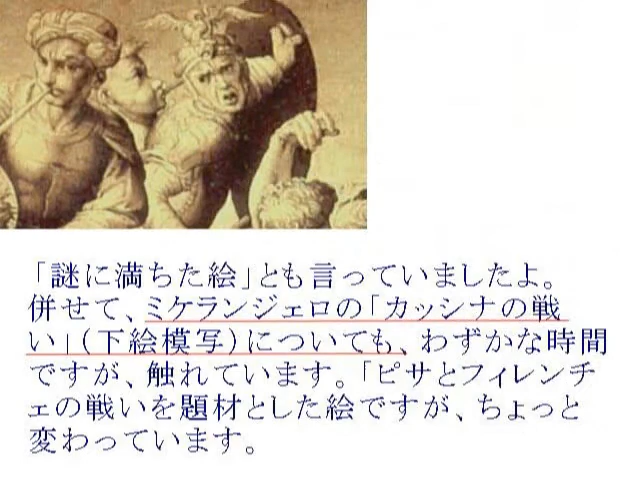 「謎に満ちた絵」とも言っていましたよ。
併せて、ミケランジェロの「カッシナの戦
い」(下絵模写)についても、わずかな時間
ですが、触れています。「ピサとフィレンチ
ェの戦いを題材とした絵ですが、ちょっと
変わっています。